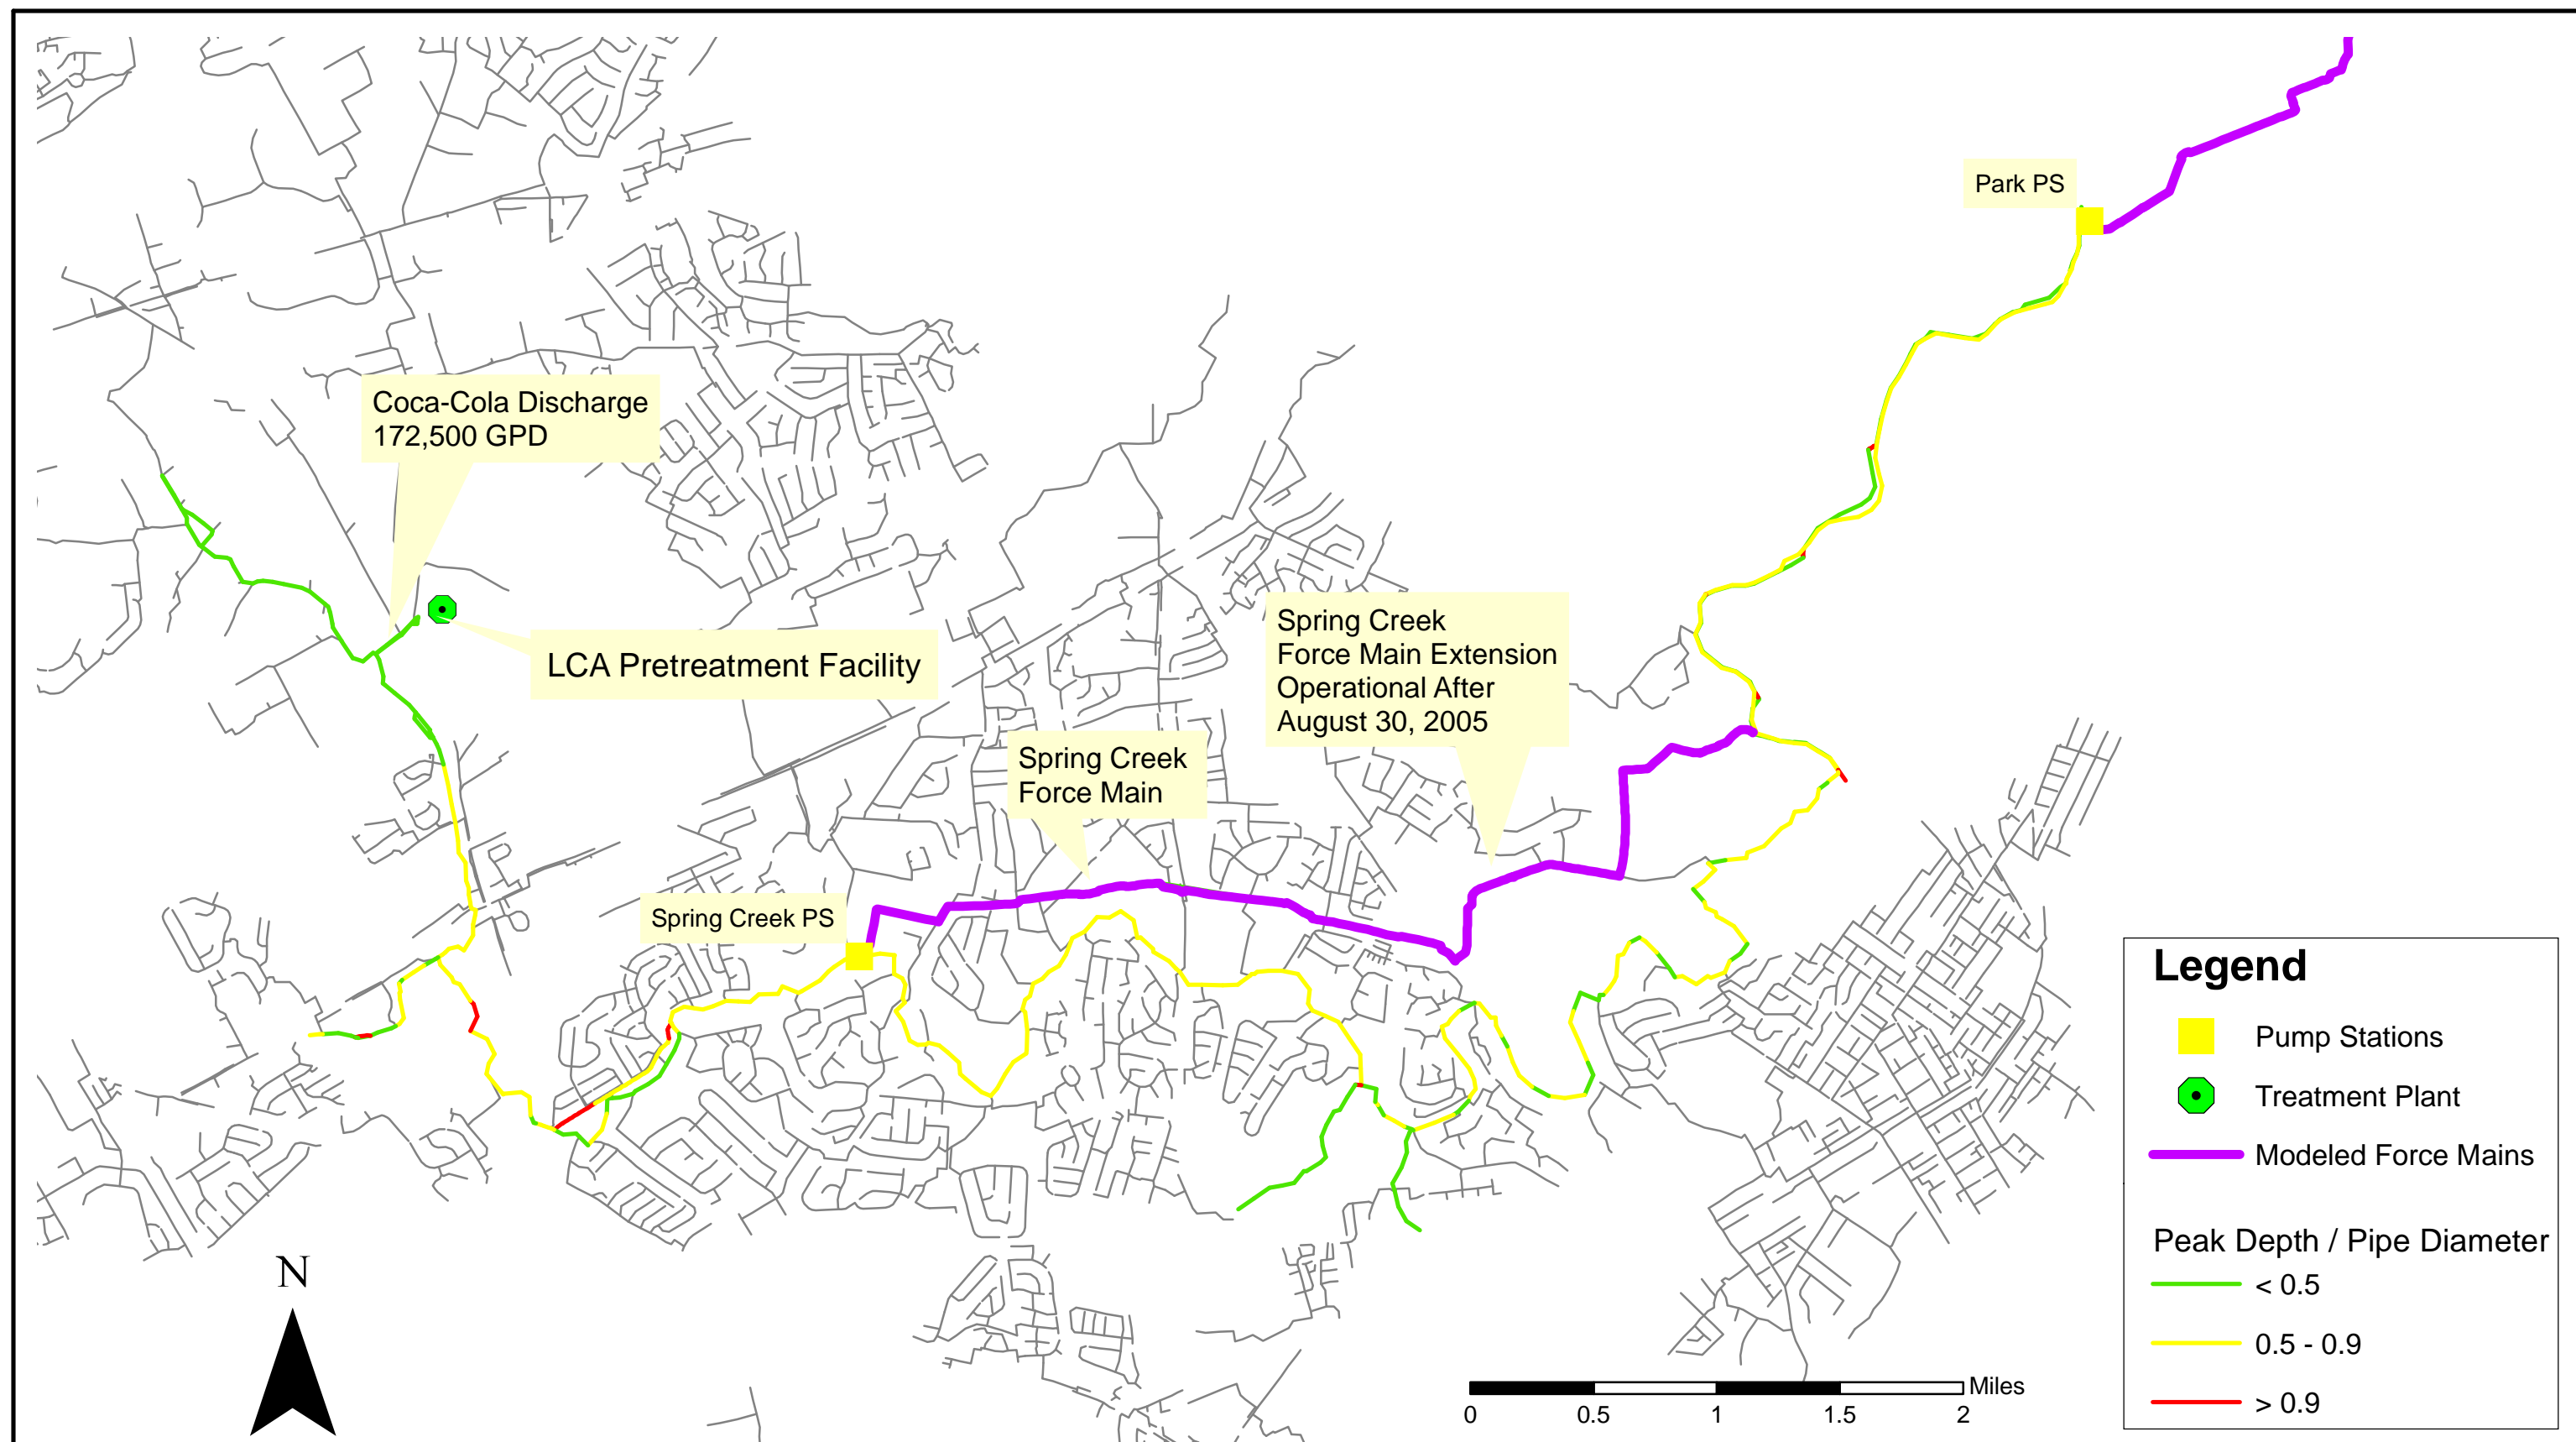 Park PS
Coca-Cola Discharge
172,500 GPD
LCA Pretreatment Facility
Spring Creek
Force Main Extension
Operational After
August 30, 2005
Spring Creek
Force Main
Spring Creek PS
Legend
Pump Stations
Treatment Plant
Modeled Force Mains
Peak Depth / Pipe Diameter
< 0.5
0.5 - 0.9
> 0.9
N
Miles
0 0.5 1 1.5 2